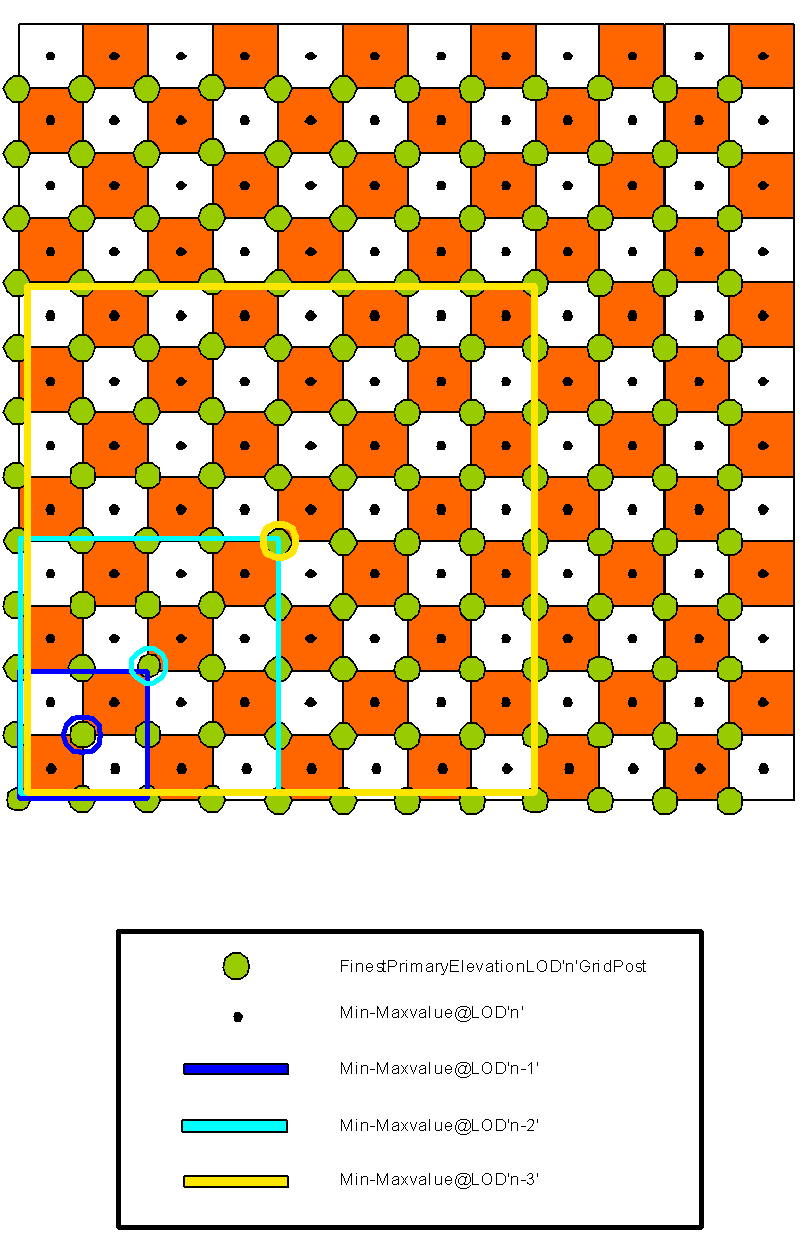 FinestPrimaryElevationLOD'n'GridPost
Min-Maxvalue@LOD'n'
Min-Maxvalue@LOD'n-1'
Min-Maxvalue@LOD'n-2'
Min-Maxvalue@LOD'n-3'